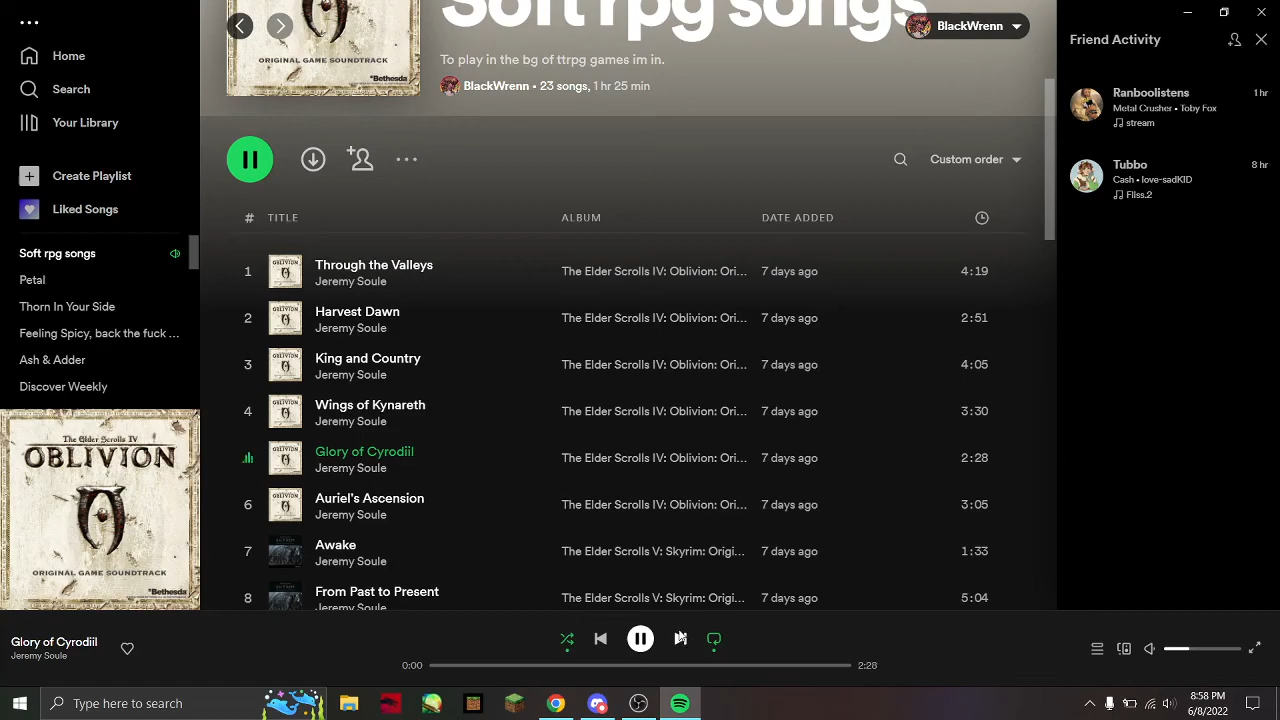 Home
Search
Your Library
Create Playlist
Liked Songs
Soft rpg songs
Petal
Thorn In Your Side
Feeling Spicy, back the fuck ...
Ash & Adder
Discover Weekly
The Elder Scrolls IV
OBLIVION
ORIGINAL GAME SOUNDTRACK
Bethesda
ORIGINAL GAME SOUNDTRACK
Bethesda
Soft rpg songs
BlackWrenn
To play in the bg of ttrpg games im in.
BlackWrenn • 23 songs, 1 hr 25 min
Custom order
# TITLE ALBUM DATE ADDED
1 Through the Valleys The Elder Scrolls IV: Oblivion: Ori... 7 days ago 4:19
Jeremy Soule
2 Harvest Dawn The Elder Scrolls IV: Oblivion: Ori... 7 days ago 2:51
Jeremy Soule
3 King and Country The Elder Scrolls IV: Oblivion: Ori... 7 days ago 4:05
Jeremy Soule
4 Wings of Kynareth The Elder Scrolls IV: Oblivion: Ori... 7 days ago 3:30
Jeremy Soule
Glory of Cyrodiil The Elder Scrolls IV: Oblivion: Ori... 7 days ago 2:28
Jeremy Soule
6 Auriel's Ascension The Elder Scrolls IV: Oblivion: Ori... 7 days ago 3:05
Jeremy Soule
7 Awake The Elder Scrolls V: Skyrim: Origi... 7 days ago 1:33
Jeremy Soule
8 From Past to Present The Elder Scrolls V: Skyrim: Origi... 7 days ago 5:04
Jeremy Soule
Friend Activity
Ranboolistens 1 hr
Metal Crusher • Toby Fox
stream
Tubbo 8 hr
Cash • love-sadKID
FIlss.2
Glory of Cyrodiil
Jeremy Soule
0:00 2:28
Type here to search
8:58 PM
6/8/2022